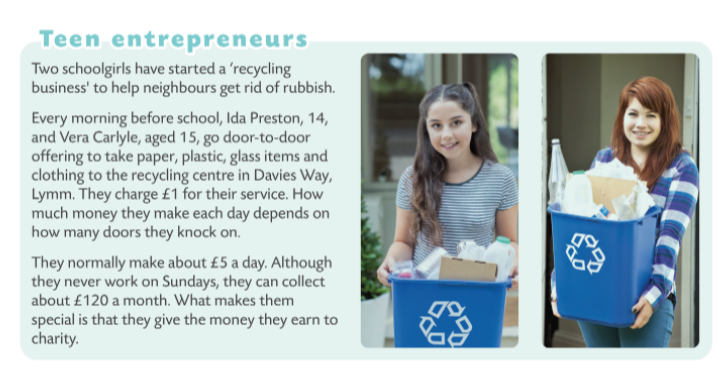 Teen entrepreneurs
Two schoolgirls have started a 'recycling
business' to help neighbours get rid of rubbish.
Every morning before school, Ida Preston, 14,
and Vera Carlyle, aged 15, go door-to-door
offering to take paper, plastic, glass items and
clothing to the recycling centre in Davies Way,
Lymm. They charge £1 for their service. How
much money they make each day depends on
how many doors they knock on.
They normally make about £5 a day. Although
they never work on Sundays, they can collect
about £120 a month. What makes them
special is that they give the money they earn to
charity.